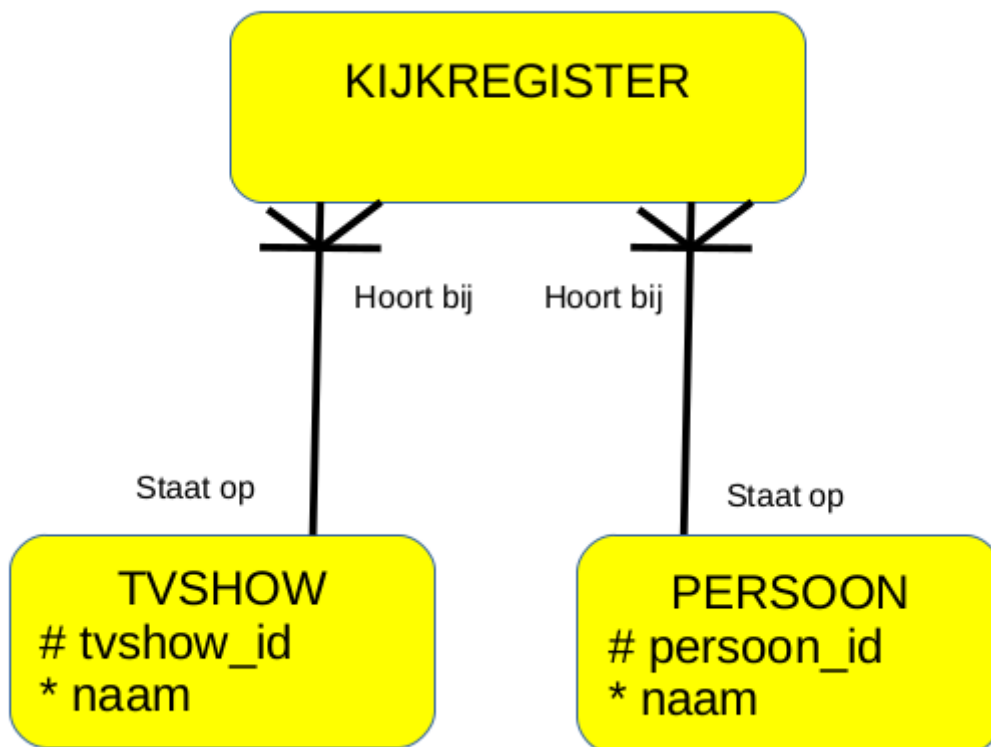 KIJKREGISTER
Hoort bij
Hoort bij
Staat op
Staat op
TVSHOW
# tvshow_id
* naam
PERSOON
# persoon_id
* naam